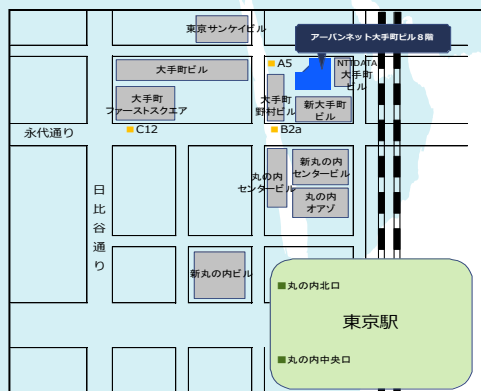 東京サンケイビル
アーバンネット大手町ビル8階
大手町ビル
A5
NTTDATA
大手町
ビル
大手町
ファーストスクエア
大手町
野村ビル
新大手町
ビル
永代通り
C12
B2a
日比谷通り
丸の内
センタービル
新丸の内
センタービル
丸の内
オアゾ
新丸の内ビル
丸の内北口
東京駅
丸の内中央口